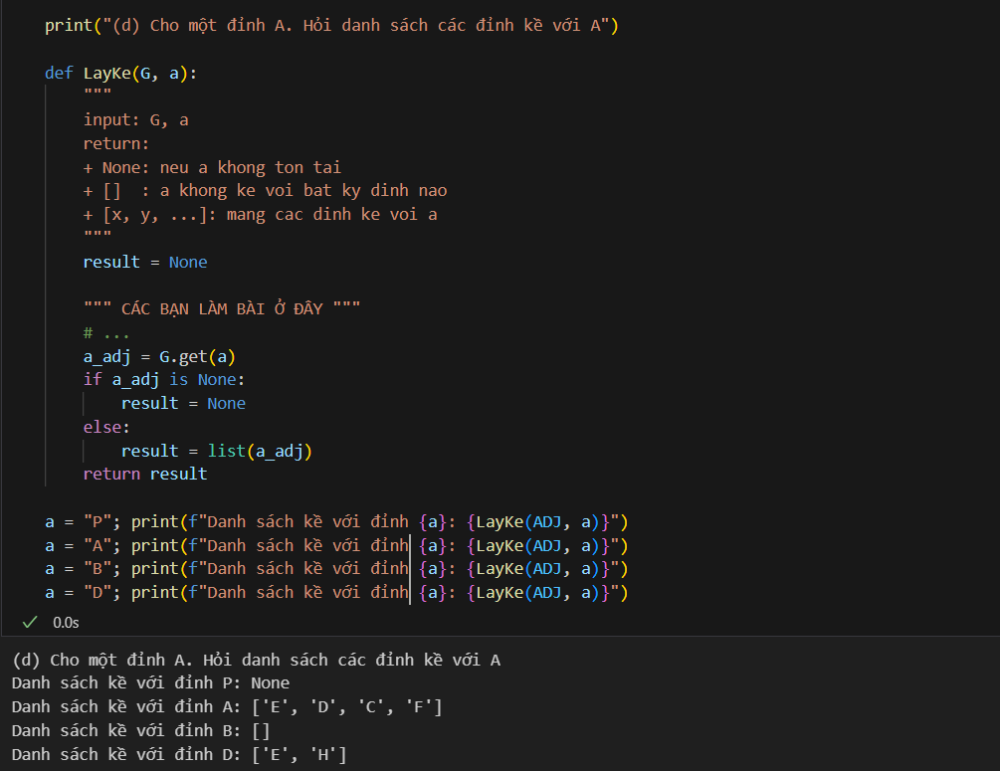 print("(d) Cho một đỉnh A. Hỏi danh sách các đỉnh kề với A")
def LayKe(G, a):
"""
input: G, a
return:
+ None: neu a khong ton tai
+ []  : a khong ke voi bat ky dinh nao
+ [x, y, ...]: mang cac dinh ke voi a
"""
result = None
""" CÁC BẠN LÀM BÀI Ở ĐÂY """
# ...
a_adj = G.get(a)
if a_adj is None:
result = None
else:
result = list(a_adj)
return result
a = "P"; print(f"Danh sách kề với đỉnh {a}: {LayKe(ADJ, a)}")
a = "A"; print(f"Danh sách kề với đỉnh {a}: {LayKe(ADJ, a)}")
a = "B"; print(f"Danh sách kề với đỉnh {a}: {LayKe(ADJ, a)}")
a = "D"; print(f"Danh sách kề với đỉnh {a}: {LayKe(ADJ, a)}")
0.0s
(d) Cho một đỉnh A. Hỏi danh sách các đỉnh kề với A
Danh sách kề với đỉnh P: None
Danh sách kề với đỉnh A: ['E', 'D', 'C', 'F']
Danh sách kề với đỉnh B: []
Danh sách kề với đỉnh D: ['E', 'H']